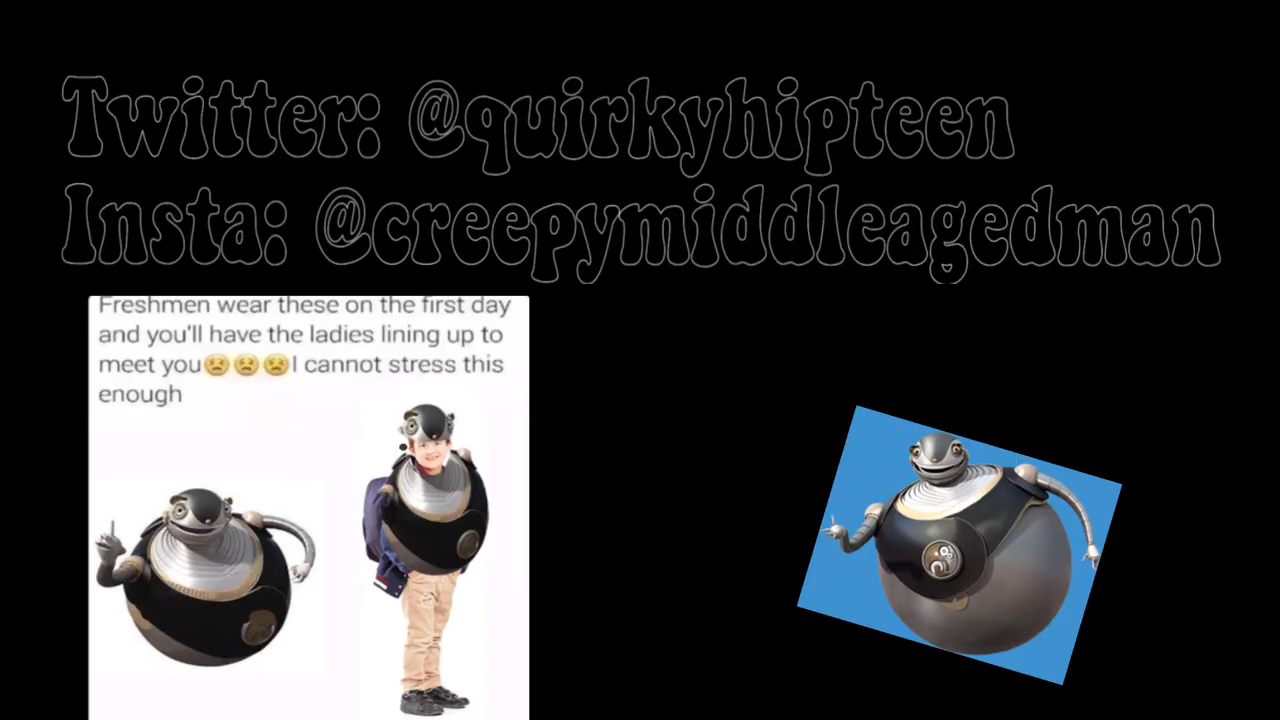 Twitter: @quirkyhipteen
Insta: @creepymiddleagedman
Freshmen wear these on the first day
and you'll have the ladies lining up to
meet you😣😣😣I cannot stress this
enough